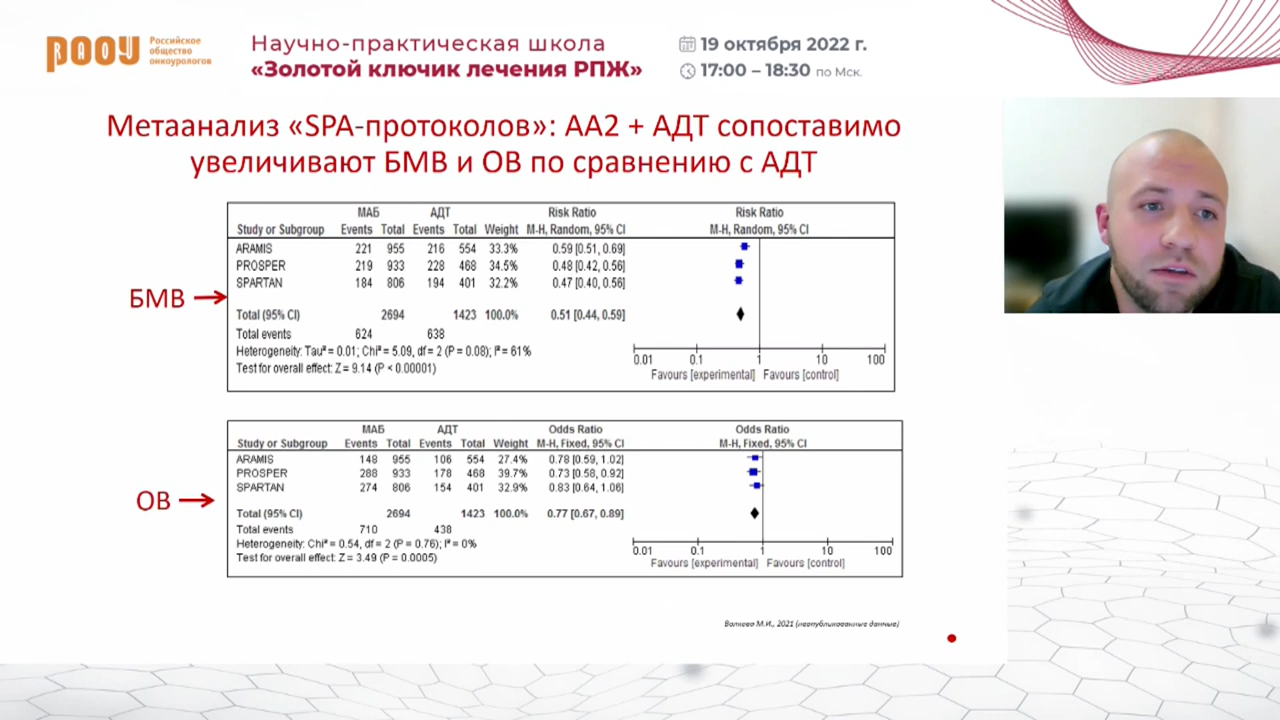 РООУ
Российское
общество
онкоурологов
Научно-практическая школа
«Золотой ключик лечения РПЖ»
19 октября 2022 г.
17:00 – 18:30 по Мск.
Метаанализ «SPA-протоколов»: АА2 + АДТ сопоставимо
увеличивают БМВ и ОВ по сравнению с АДТ
БМВ
МАБ АДТ Risk Ratio Risk Ratio
Study or Subgroup Events Total Events Total Weight M-H, Random, 95% CI M-H, Random, 95% CI
ARAMIS 221 955 216 554 33.3% 0.59 [0.51, 0.69]
PROSPER 219 933 228 468 34.5% 0.48 [0.42, 0.56]
SPARTAN 184 806 194 401 32.2% 0.47 [0.40, 0.56]
Total (95% CI) 2694 1423 100.0% 0.51 [0.44, 0.59]
Total events 624 638
Heterogeneity: Tau² = 0.01; Chi² = 5.09, df = 2 (P = 0.08); I² = 61%
Test for overall effect: Z = 9.14 (P < 0.00001)
0.01 0.1 1 10 100
Favours [experimental] Favours [control]
ОВ
МАБ АДТ Odds Ratio Odds Ratio
Study or Subgroup Events Total Events Total Weight M-H, Fixed, 95% CI M-H, Fixed, 95% CI
ARAMIS 148 955 106 554 27.4% 0.78 [0.59, 1.02]
PROSPER 288 933 178 468 39.7% 0.73 [0.58, 0.92]
SPARTAN 274 806 154 401 32.9% 0.83 [0.64, 1.06]
Total (95% CI) 2694 1423 100.0% 0.77 [0.67, 0.89]
Total events 710 438
Heterogeneity: Chi² = 0.54, df = 2 (P = 0.76); I² = 0%
Test for overall effect: Z = 3.49 (P = 0.0005)
0.01 0.1 1 10 100
Favours [experimental] Favours [control]
Волкова М.И., 2021 (неопубликованные данные)